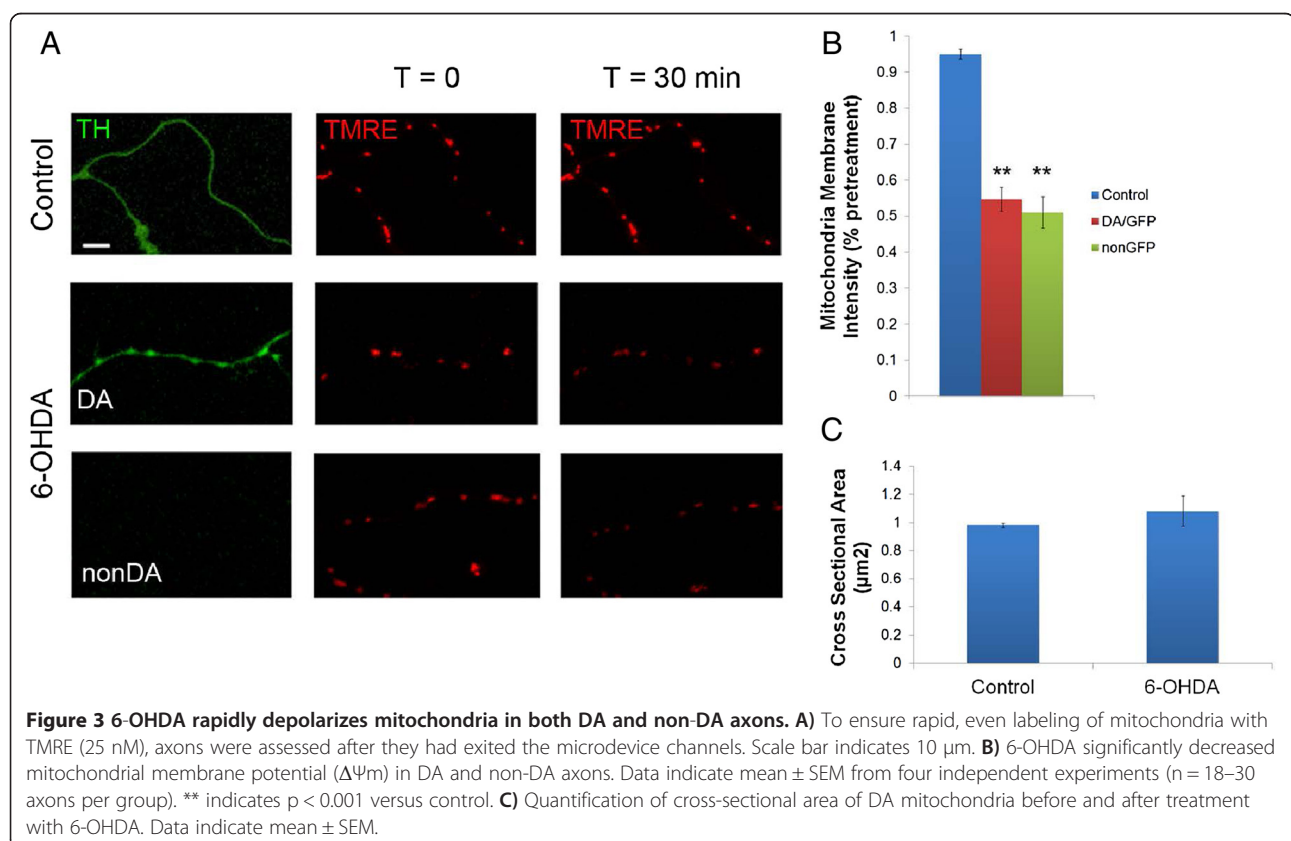 A
T = 0
T = 30 min
Control
TH
TMRE
TMRE
6-OHDA
DA
nonDA
B
Mitochondria Membrane
Intensity (% pretreatment)
1
0.9
0.8
0.7
0.6
0.5
0.4
0.3
0.2
0.1
0
**
**
Control
DA/GFP
nonGFP
C
Cross Sectional Area
(µm2)
1.4
1.2
1
0.8
0.6
0.4
0.2
0
Control
6-OHDA
Figure 3 6-OHDA rapidly depolarizes mitochondria in both DA and non-DA axons. A) To ensure rapid, even labeling of mitochondria with
TMRE (25 nM), axons were assessed after they had exited the microdevice channels. Scale bar indicates 10 µm. B) 6-OHDA significantly decreased
mitochondrial membrane potential (ΔΨm) in DA and non-DA axons. Data indicate mean ± SEM from four independent experiments (n = 18–30
axons per group). ** indicates p < 0.001 versus control. C) Quantification of cross-sectional area of DA mitochondria before and after treatment
with 6-OHDA. Data indicate mean ± SEM.